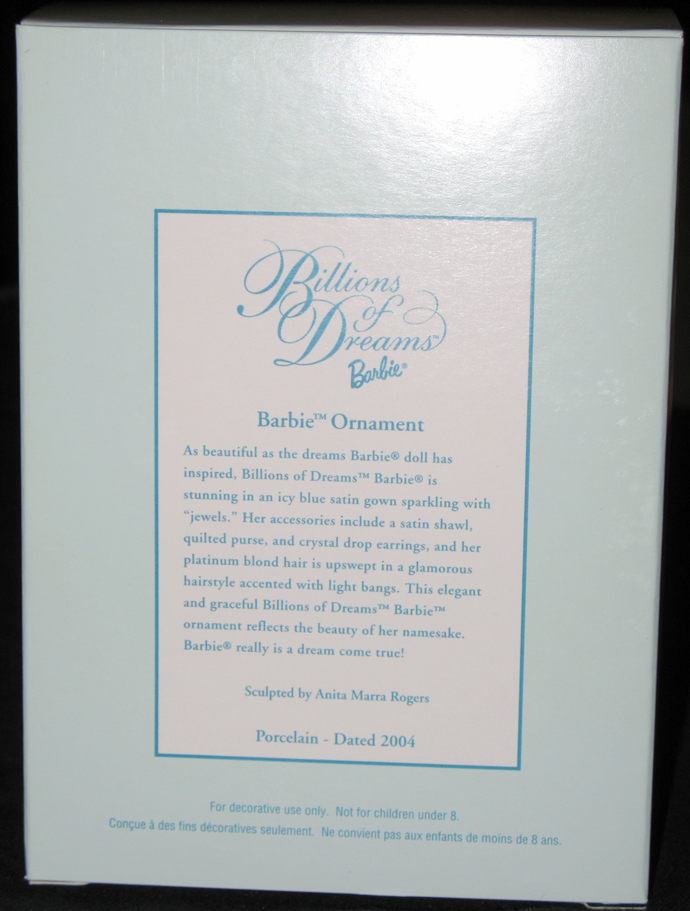 Billions
of
Dreams™
Barbie®
Barbie™ Ornament
As beautiful as the dreams Barbie® doll has
inspired, Billions of Dreams™ Barbie® is
stunning in an icy blue satin gown sparkling with
“jewels.” Her accessories include a satin shawl,
quilted purse, and crystal drop earrings, and her
platinum blond hair is upswept in a glamorous
hairstyle accented with light bangs. This elegant
and graceful Billions of Dreams™ Barbie™
ornament reflects the beauty of her namesake.
Barbie® really is a dream come true!
Sculpted by Anita Marra Rogers
Porcelain - Dated 2004
For decorative use only. Not for children under 8.
Conçue à des fins décoratives seulement. Ne convient pas aux enfants de moins de 8 ans.